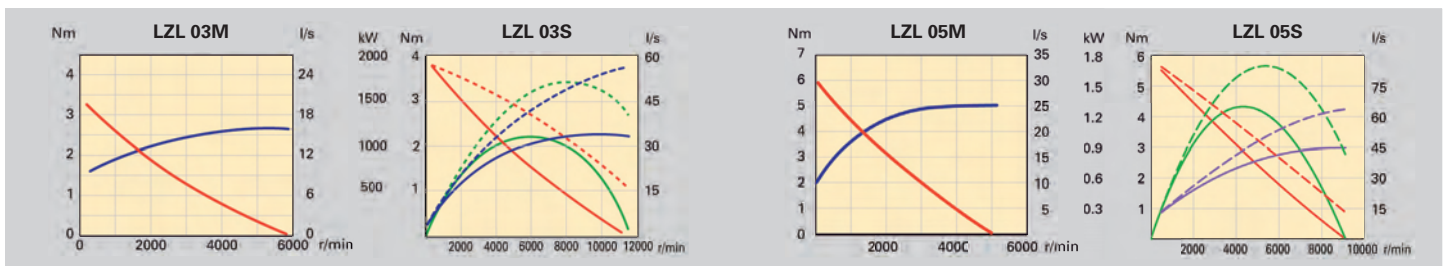 LZL 03M
Nm l/s
4 24
3 18
2 12
1 6
0 0
0 2000 4000 6000 r/min
LZL 03S
kW Nm l/s
2000 4 60
1500 3 45
1000 2 30
500 1 15
2000 4000 6000 8000 10000 12000 r/min
LZL 05M
Nm l/s
7 35
6 30
5 25
4 20
3 15
2 10
1 5
0
2000 4000 6000 r/min
LZL 05S
kW Nm l/s
1.8 6
1.5 5 75
1.2 4 60
0.9 3 45
0.6 2 30
0.3 1 15
2000 4000 6000 8000 10000 r/min